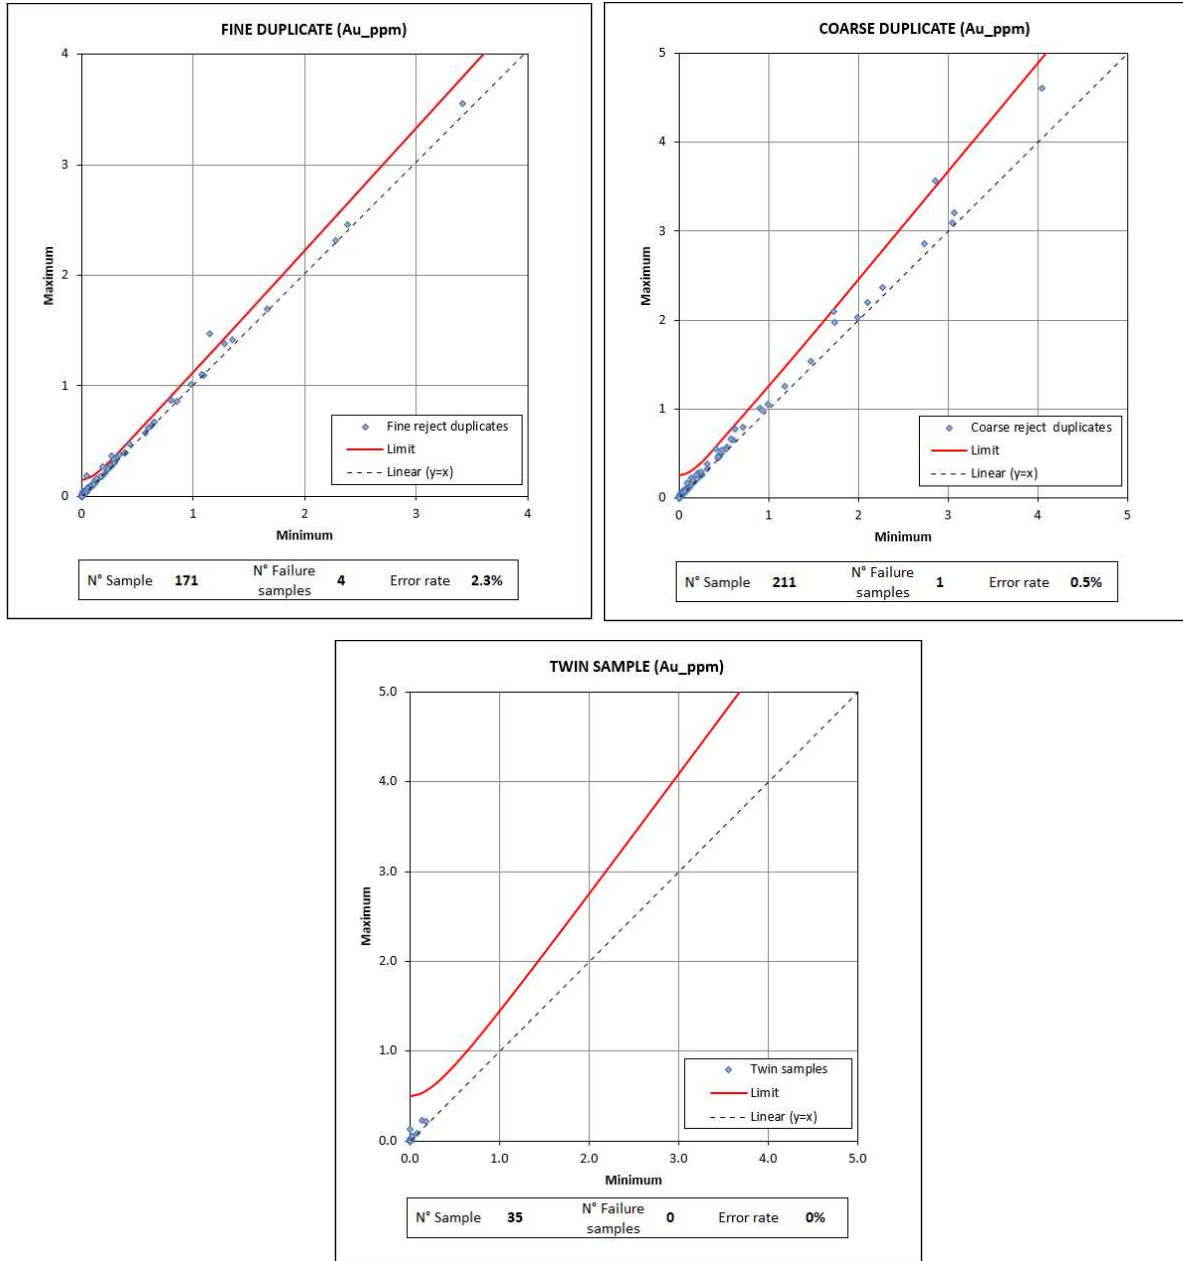 FINE DUPLICATE (Au_ppm)
4
3
2
1
0
Maximum
0 1 2 3 4
Minimum
Fine reject duplicates
Limit
Linear (y=x)
N° Sample 171 N° Failure samples 4 Error rate 2.3%
COARSE DUPLICATE (Au_ppm)
5
4
3
2
1
0
Maximum
0 1 2 3 4 5
Minimum
Coarse reject duplicates
Limit
Linear (y=x)
N° Sample 211 N° Failure samples 1 Error rate 0.5%
TWIN SAMPLE (Au_ppm)
5.0
4.0
3.0
2.0
1.0
0.0
Maximum
0.0 1.0 2.0 3.0 4.0 5.0
Minimum
Twin samples
Limit
Linear (y=x)
N° Sample 35 N° Failure samples 0 Error rate 0%